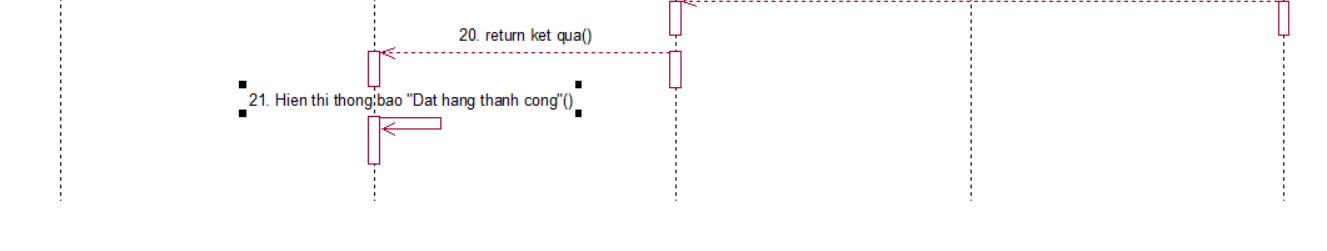 20. return ket qua()
21. Hien thi thong bao "Dat hang thanh cong"()